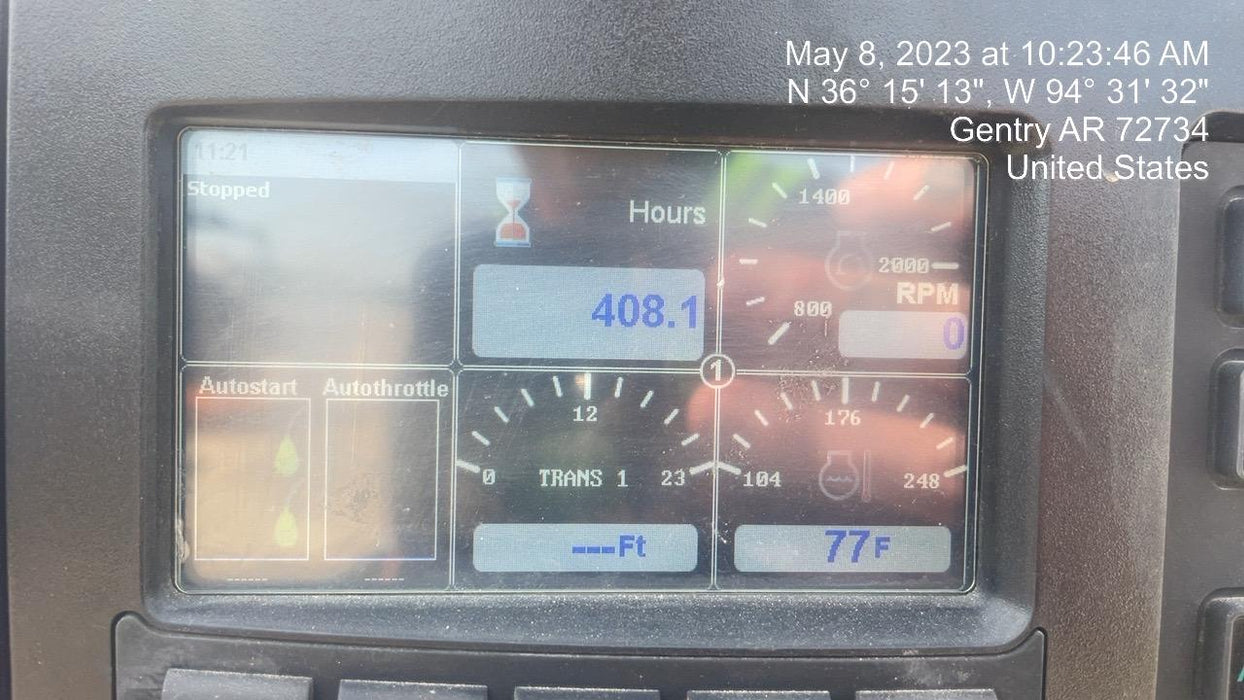 May 8, 2023 at 10:23:46 AM
N 36° 15' 13", W 94° 31' 32"
Gentry AR 72734
United States
11:21
Stopped
Hours
408.1
1400
2000
RPM
800
0
1
Autostart
Autothrottle
------
------
12
0
TRANS 1
23
---Ft
176
104
248
77F